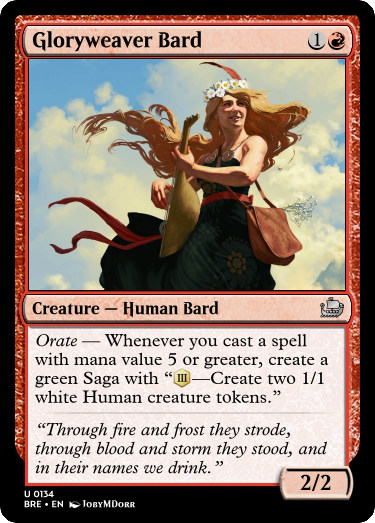 Gloryweaver Bard 1
Creature — Human Bard
Orate — Whenever you cast a spell
with mana value 5 or greater, create a
green Saga with “III—Create two 1/1
white Human creature tokens.”
“Through fire and frost they strode,
through blood and storm they stood, and
in their names we drink.”
2/2
U 0134
BRE • EN JobyMDorr